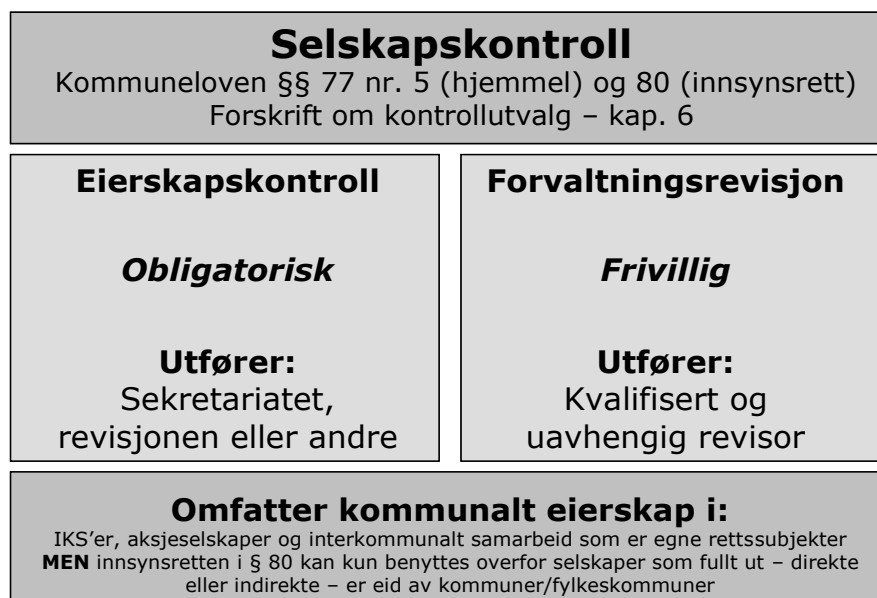 Selskapskontroll
Kommuneloven §§ 77 nr. 5 (hjemmel) og 80 (innsynsrett)
Forskrift om kontrollutvalg – kap. 6
Eierskapskontroll
Obligatorisk
Utfører:
Sekretariatet,
revisjonen eller andre
Forvaltningsrevisjon
Frivillig
Utfører:
Kvalifisert og
uavhengig revisor
Omfatter kommunalt eierskap i:
IKS’er, aksjeselskaper og interkommunalt samarbeid som er egne rettssubjekter
MEN innsynsretten i § 80 kan kun benyttes overfor selskaper som fullt ut – direkte
eller indirekte – er eid av kommuner/fylkeskommuner